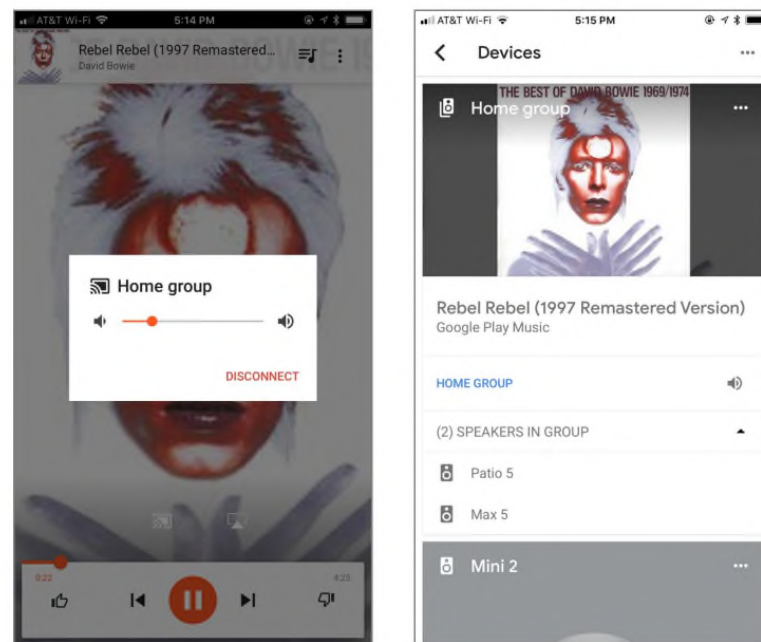 AT&T Wi-Fi
5:14 PM
Rebel Rebel (1997 Remastered...
David Bowie
Home group
DISCONNECT
0:22
4:23
AT&T Wi-Fi
5:15 PM
Devices
THE BEST OF DAVID BOWIE 1969/1974
Home group
Rebel Rebel (1997 Remastered Version)
Google Play Music
HOME GROUP
(2) SPEAKERS IN GROUP
Patio 5
Max 5
Mini 2